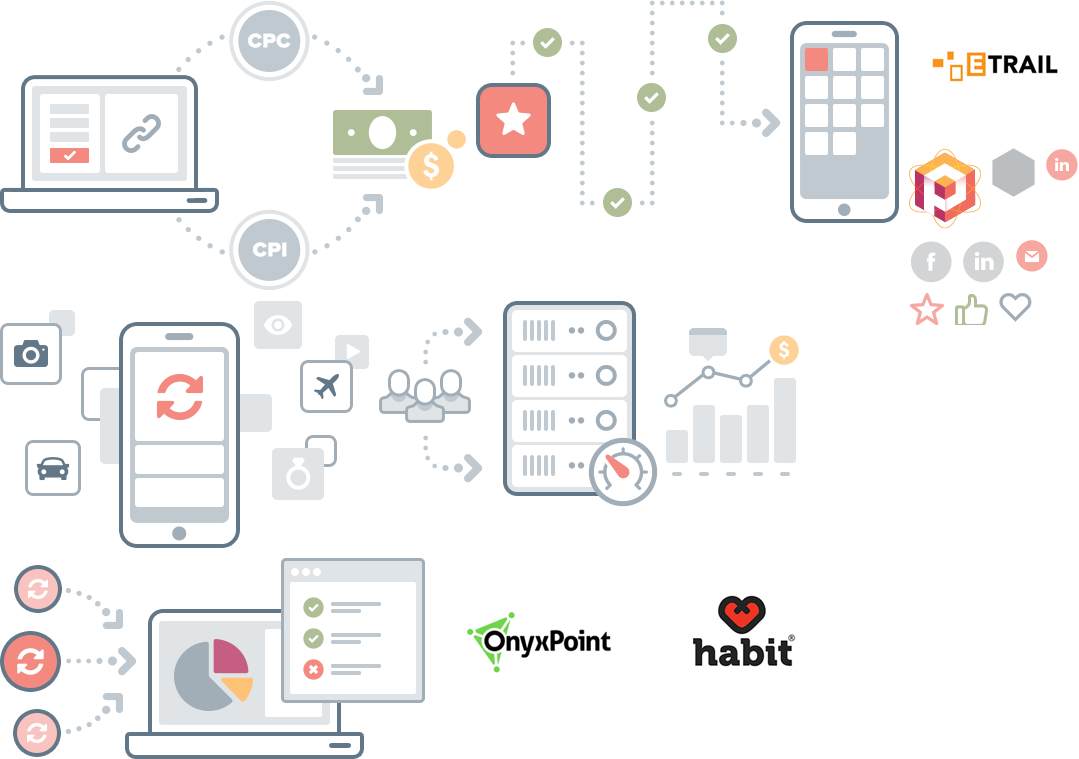 CPC
$
ETRAIL
in
CPI
f
in
$
OnyxPoint
habit®